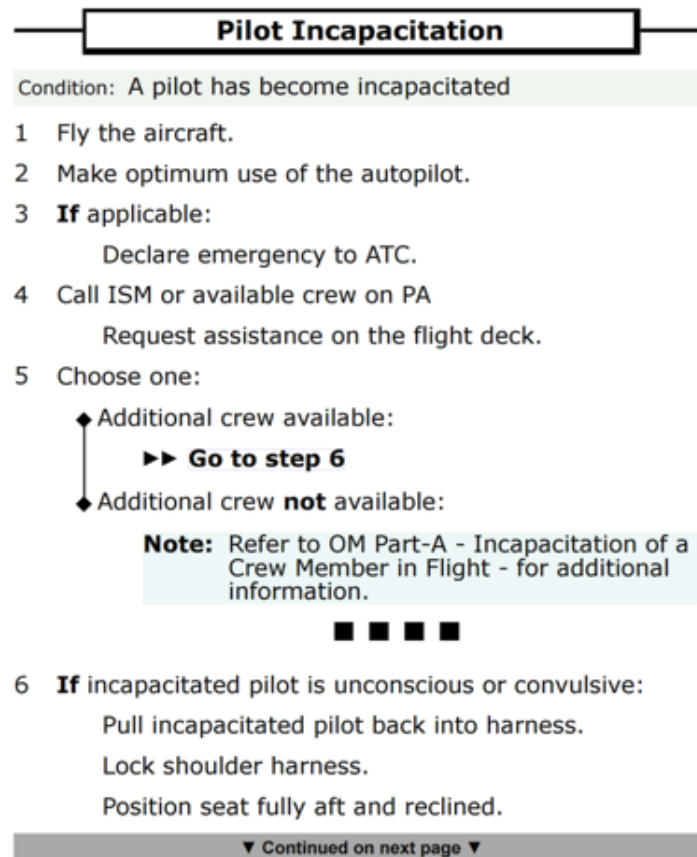 Pilot Incapacitation
Condition: A pilot has become incapacitated
1 Fly the aircraft.
2 Make optimum use of the autopilot.
3 If applicable:
Declare emergency to ATC.
4 Call ISM or available crew on PA
Request assistance on the flight deck.
5 Choose one:
◆Additional crew available:
▶▶ Go to step 6
◆Additional crew not available:
Note: Refer to OM Part-A - Incapacitation of a
Crew Member in Flight - for additional
information.
■ ■ ■ ■
6 If incapacitated pilot is unconscious or convulsive:
Pull incapacitated pilot back into harness.
Lock shoulder harness.
Position seat fully aft and reclined.
▼ Continued on next page ▼